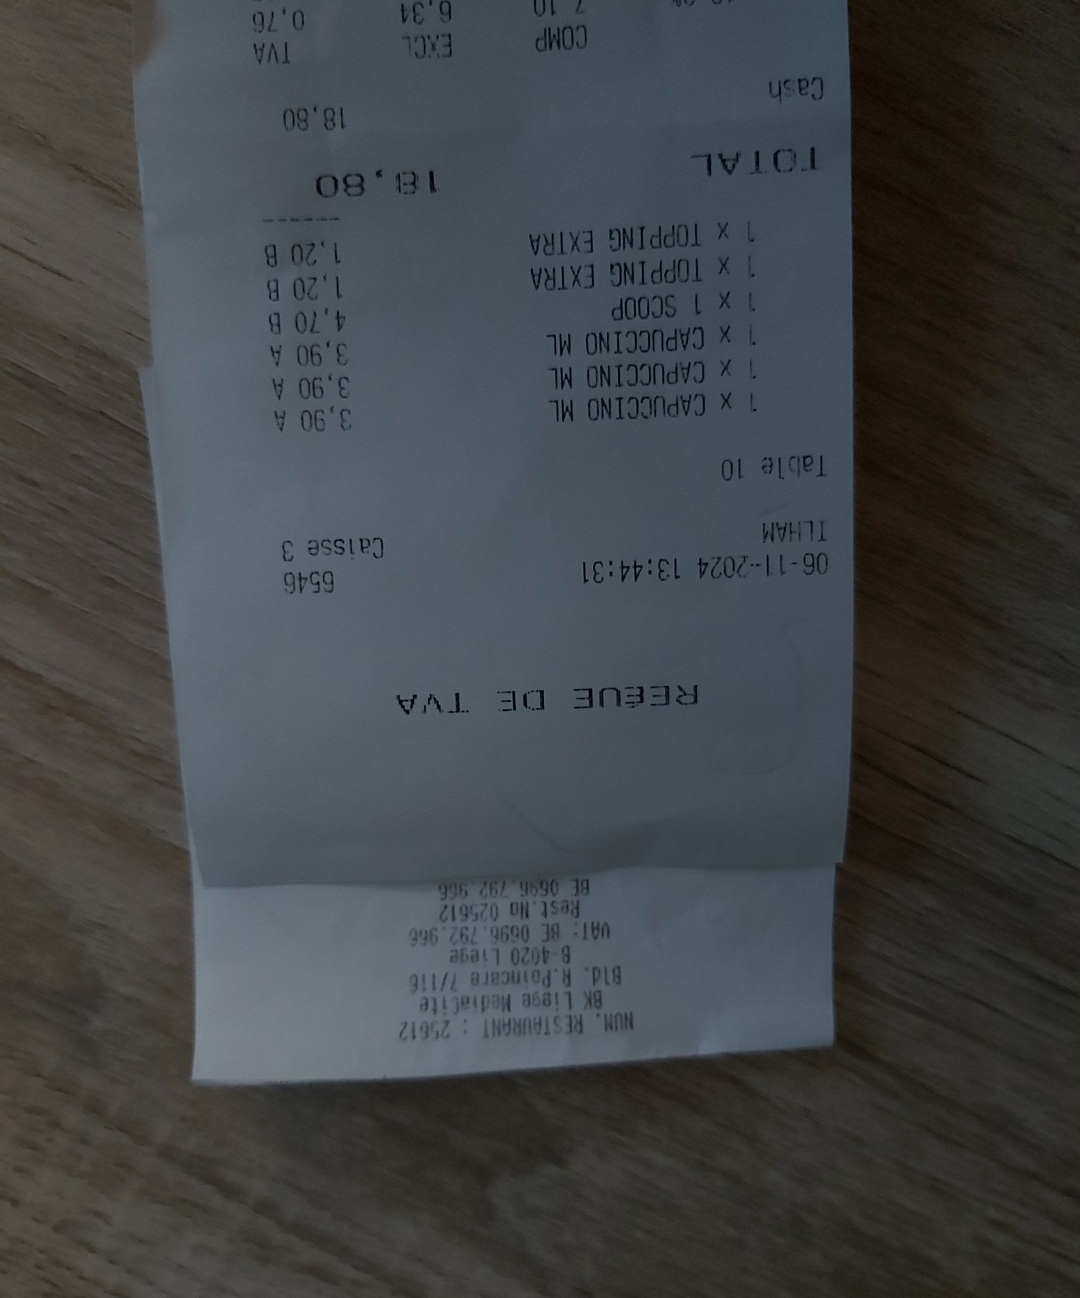 NUM. RESTAURANT : 25612
BK Liege MediaCite
Bld. R.Poincare 7/116
B-4020 Liege
VAT: BE 0696.792.966
Rest.No 025612
BE 0696.792.966
REÉUE DE TVA
06-11-2024 13:44:31 6546
ILHAM Caisse 3
Table 10
1 x CAPUCCINO ML 3,90 A
1 x CAPUCCINO ML 3,90 A
1 x CAPUCCINO ML 3,90 A
1 x 1 SCOOP 4,70 B
1 x TOPPING EXTRA 1,20 B
1 x TOPPING EXTRA 1,20 B
------
TOTAL 18,80
Cash
18,80
COMP EXCL TVA
7,10 6,34 0,76